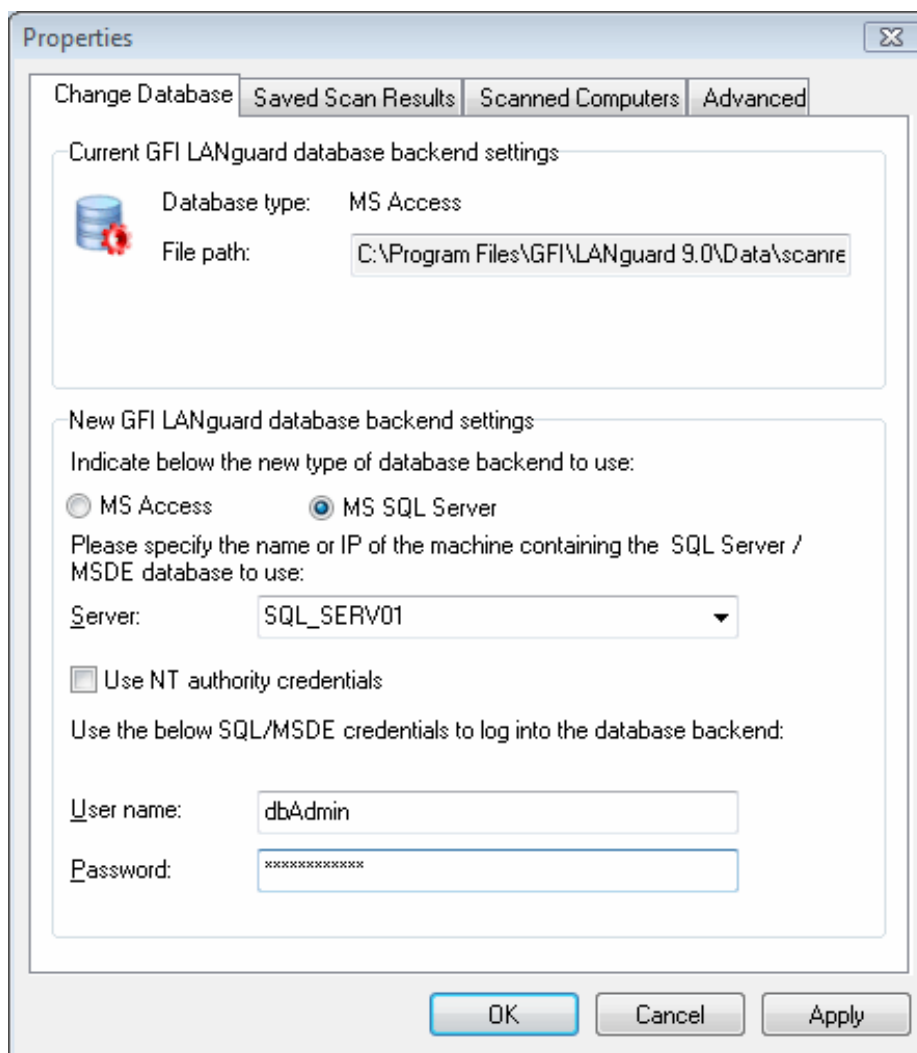 Properties
Change Database Saved Scan Results Scanned Computers Advanced
Current GFI LANguard database backend settings
Database type: MS Access
File path: C:\Program Files\GFI\LANguard 9.0\Data\scanre
New GFI LANguard database backend settings
Indicate below the new type of database backend to use:
MS Access MS SQL Server
Please specify the name or IP of the machine containing the SQL Server /
MSDE database to use:
Server: SQL_SERV01
Use NT authority credentials
Use the below SQL/MSDE credentials to log into the database backend:
User name: dbAdmin
Password: ************
OK Cancel Apply